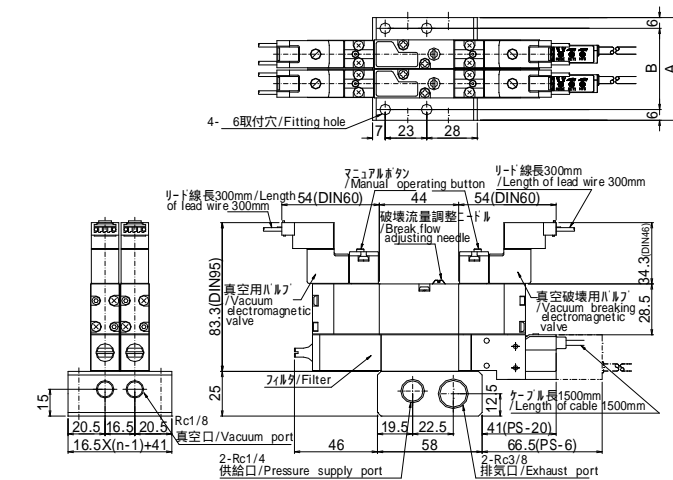 6
B
A
6
4- 6取付穴/Fitting hole
7
23
28
リード線長300mm/Length
of lead wire 300mm
54(DIN60)
マニュアルボタン
/Manual operating button
44
54(DIN60)
リード線長300mm
/Length of lead wire 300mm
破壊流量調整ニードル
/Break flow
adjusting needle
83.3(DIN95)
真空用バルブ
/Vacuum
electromagnetic
valve
真空破壊用バルブ
/Vacuum breaking
electromagnetic
valve
34.3(DIN46)
28.5
フィルタ/Filter
25
15
12.5
ケーブル長1500mm
/Length of cable 1500mm
20.5
16.5
20.5
Rc1/8
真空口/Vacuum port
16.5X(n-1)+41
19.5
22.5
41(PS-20)
46
58
66.5(PS-6)
2-Rc1/4
供給口/Pressure supply port
2-Rc3/8
排気口/Exhaust port